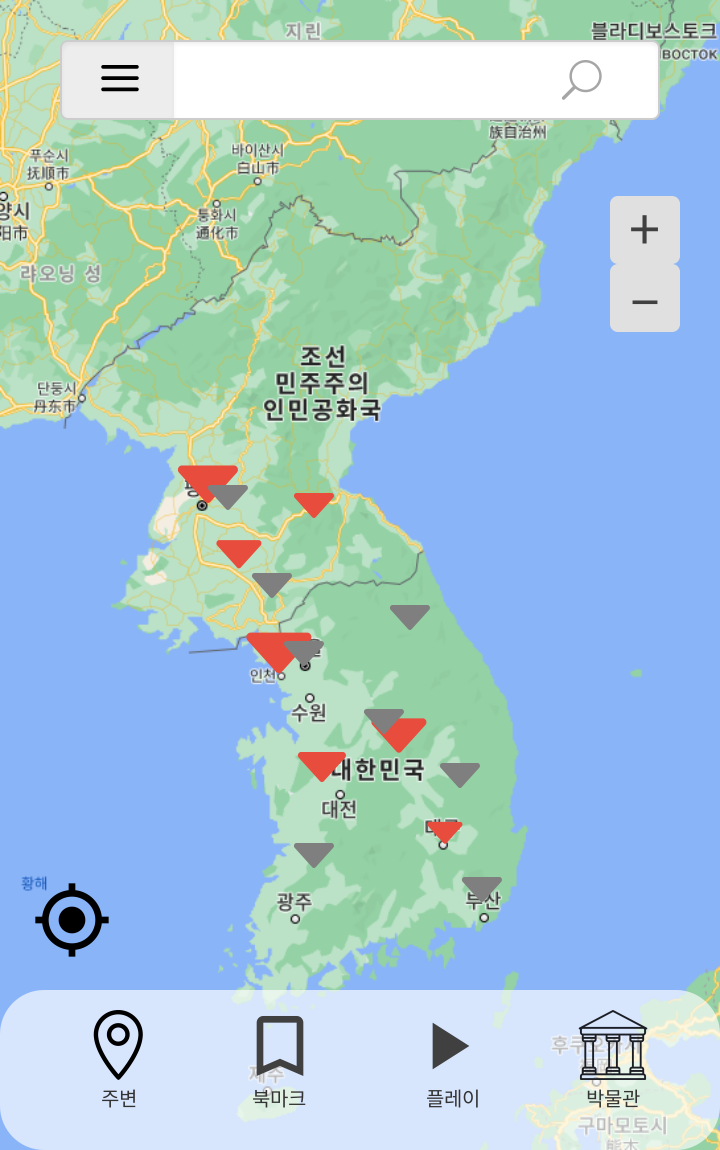 지린
블라디보스토크
ВОСТОК
族自治州
푸순시
抚顺市
바이산시
白山市
양시
阳市
퉁화시
通化市
랴오닝 성
단둥시
丹东市
조선
민주주의
인민공화국
인천
수원
대한민국
대전
황해
광주
부산
주변
북마크
플레이
박물관
제주
구마모토시
熊本